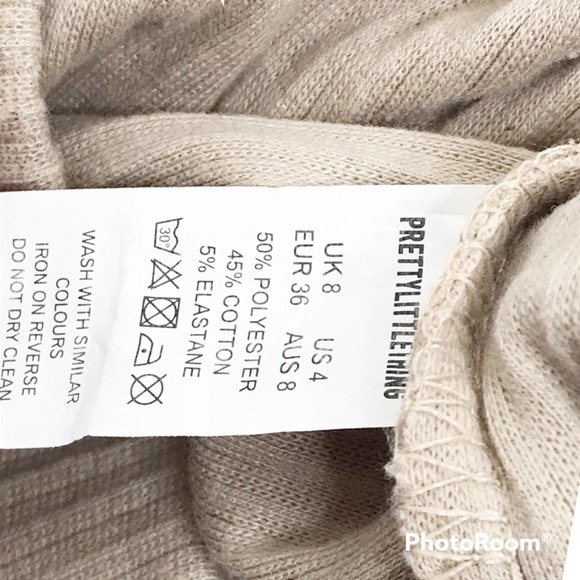 PRETTYLITTLETHING
UK 8 US 4
EUR 36 AUS 8
50% POLYESTER
45% COTTON
5% ELASTANE
30°
WASH WITH SIMILAR
COLOURS
IRON ON REVERSE
DO NOT DRY CLEAN
PhotoRoom®